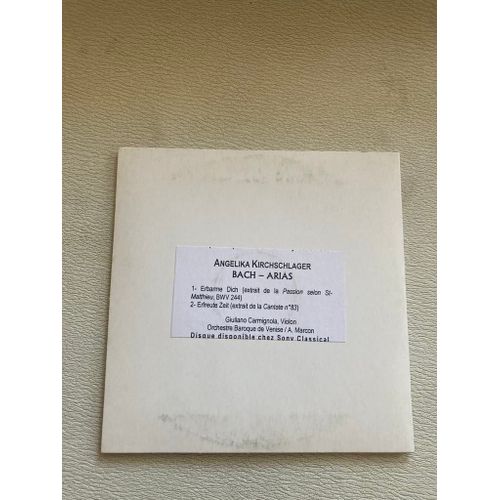 ANGELIKA KIRCHSCHLAGER
BACH – ARIAS
1- Erbarme Dich (extrait de la Passion selon St-
Matthieu, BWV 244)
2- Erfreute Zeit (extrait de la Cantate n°83)
Giuliano Carmignola, Violon
Orchestre Baroque de Venise / A. Marcon
Disque disponible chez Sony Classical